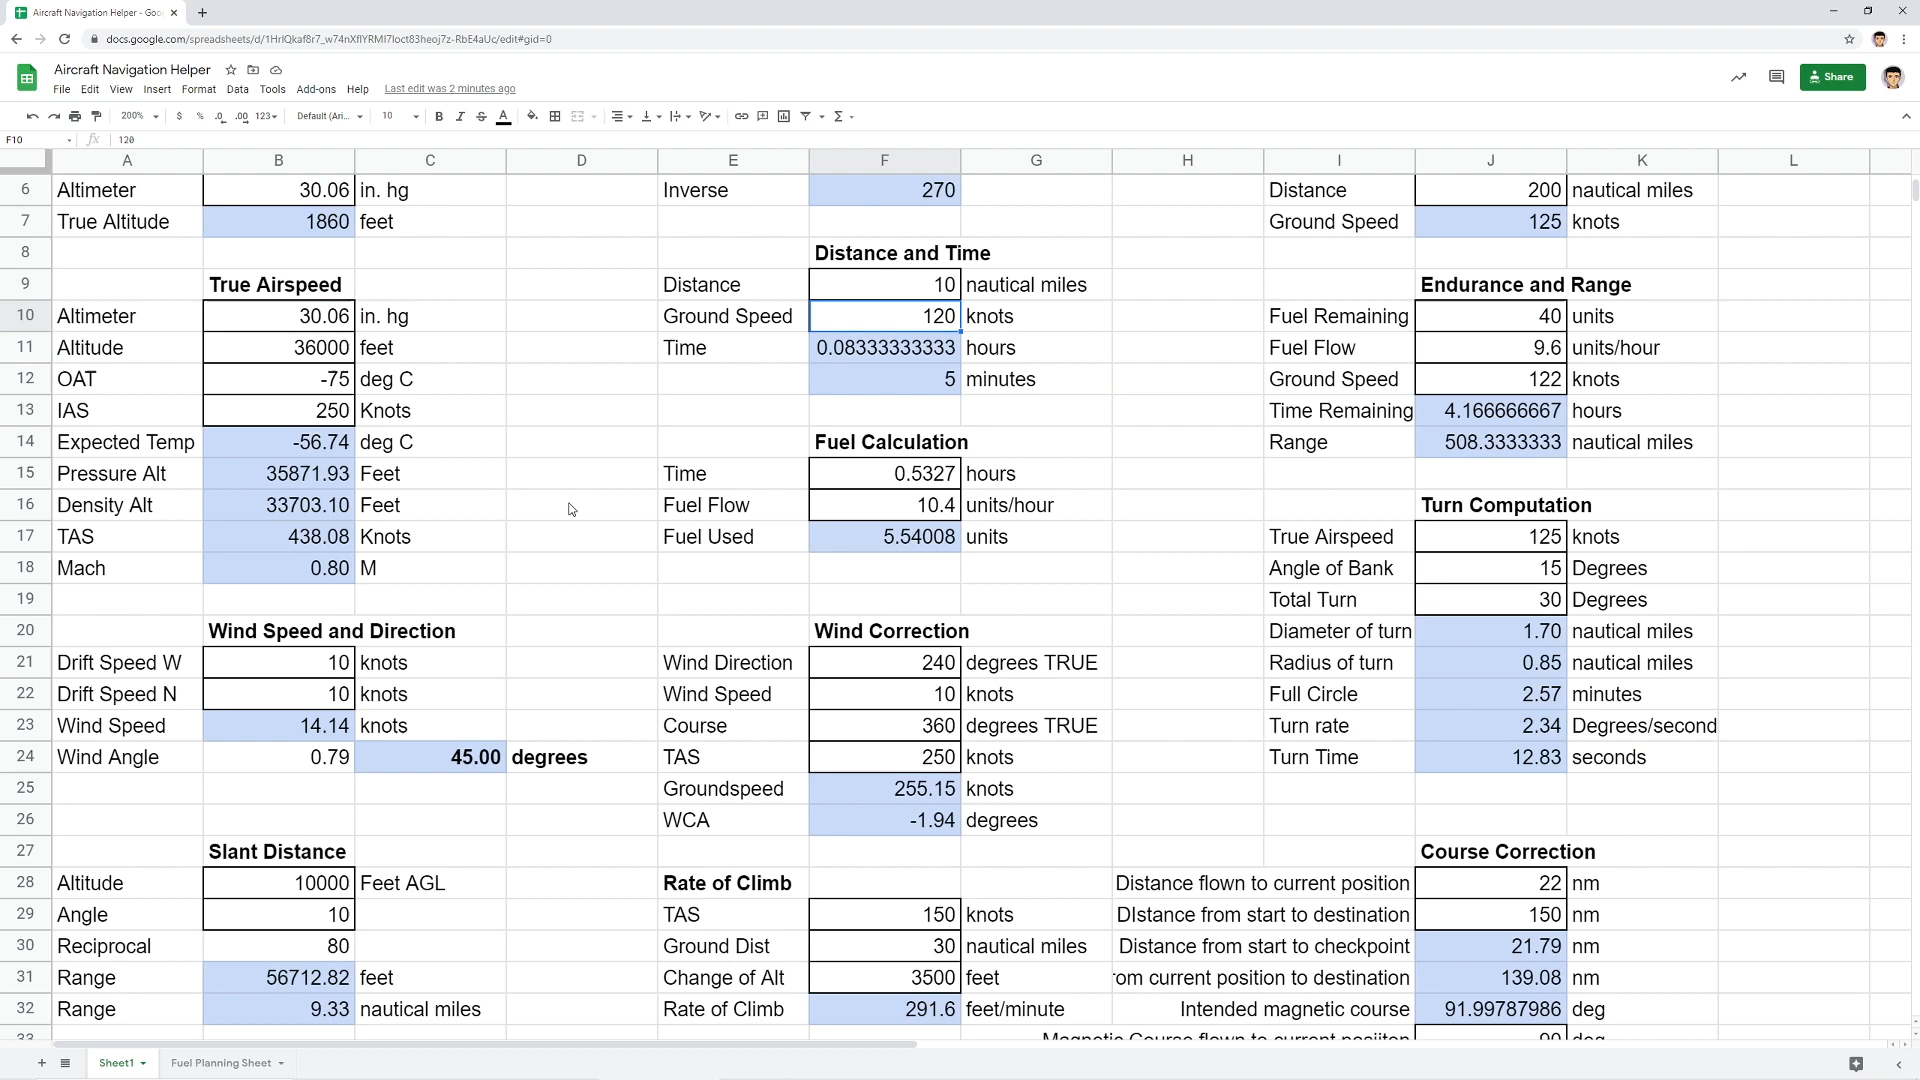 Aircraft Navigation Helper - Goo
docs.google.com/spreadsheets/d/1HrIQkaf8r7_w74nXflYRMI7loct83heoj7z-RbE4aUc/edit#gid=0
Aircraft Navigation Helper
File Edit View Insert Format Data Tools Add-ons Help Last edit was 2 minutes ago
Share
200% $ % .0 .00 123 Default (Ari... 10 B I S A
F10 fx 120
A B C D E F G H I J K L
6 Altimeter 30.06 in. hg Inverse 270 Distance 200 nautical miles
7 True Altitude 1860 feet Ground Speed 125 knots
8 Distance and Time
9 True Airspeed Distance 10 nautical miles Endurance and Range
10 Altimeter 30.06 in. hg Ground Speed 120 knots Fuel Remaining 40 units
11 Altitude 36000 feet Time 0.08333333333 hours Fuel Flow 9.6 units/hour
12 OAT -75 deg C 5 minutes Ground Speed 122 knots
13 IAS 250 Knots Time Remaining 4.166666667 hours
14 Expected Temp -56.74 deg C Fuel Calculation Range 508.3333333 nautical miles
15 Pressure Alt 35871.93 Feet Time 0.5327 hours
16 Density Alt 33703.10 Feet Fuel Flow 10.4 units/hour Turn Computation
17 TAS 438.08 Knots Fuel Used 5.54008 units True Airspeed 125 knots
18 Mach 0.80 M Angle of Bank 15 Degrees
19 Total Turn 30 Degrees
20 Wind Speed and Direction Wind Correction Diameter of turn 1.70 nautical miles
21 Drift Speed W 10 knots Wind Direction 240 degrees TRUE Radius of turn 0.85 nautical miles
22 Drift Speed N 10 knots Wind Speed 10 knots Full Circle 2.57 minutes
23 Wind Speed 14.14 knots Course 360 degrees TRUE Turn rate 2.34 Degrees/second
24 Wind Angle 0.79 45.00 degrees TAS 250 knots Turn Time 12.83 seconds
25 Groundspeed 255.15 knots
26 WCA -1.94 degrees
27 Slant Distance Course Correction
28 Altitude 10000 Feet AGL Rate of Climb Distance flown to current position 22 nm
29 Angle 10 TAS 150 knots DIstance from start to destination 150 nm
30 Reciprocal 80 Ground Dist 30 nautical miles Distance from start to checkpoint 21.79 nm
31 Range 56712.82 feet Change of Alt 3500 feet om current position to destination 139.08 nm
32 Range 9.33 nautical miles Rate of Climb 291.6 feet/minute Intended magnetic course 91.99787986 deg
33 Magnetic Course flown to current posiiton 90 deg
Sheet1 Fuel Planning Sheet